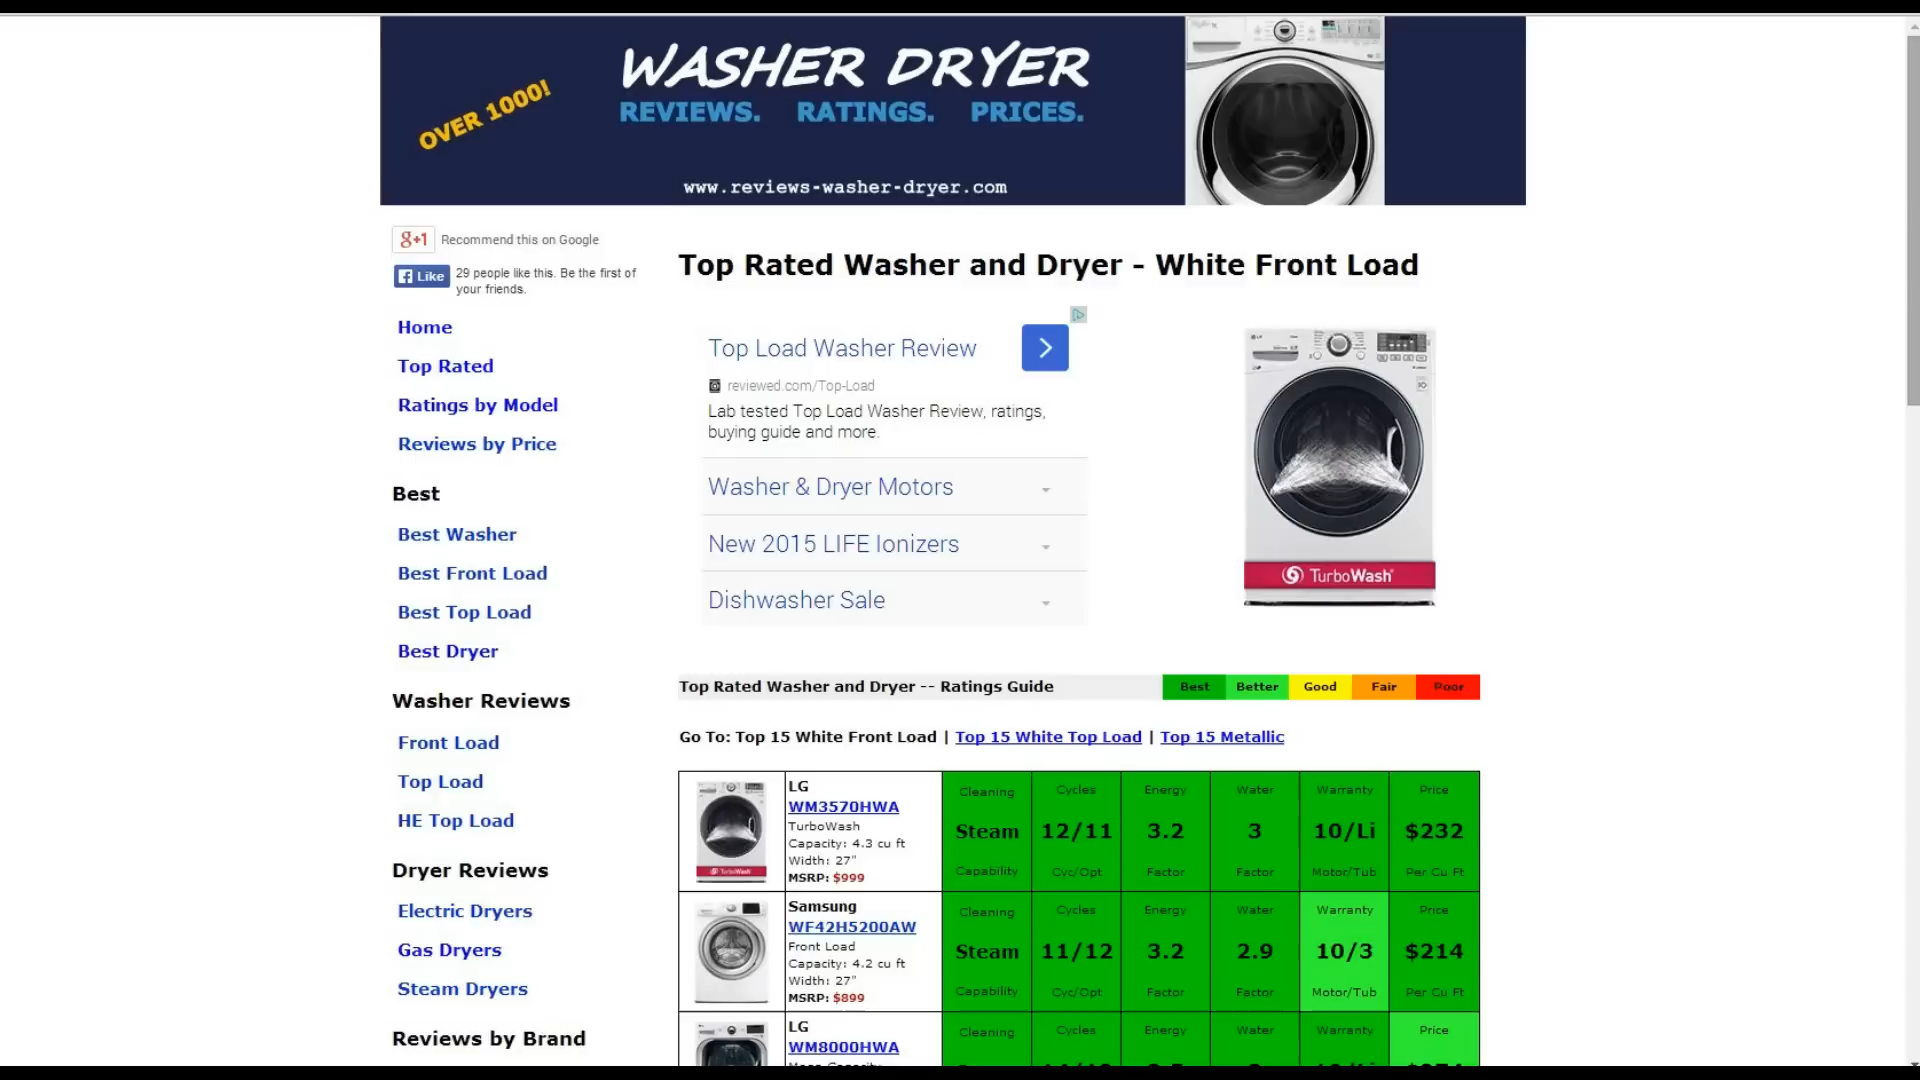 OVER 1000!
WASHER DRYER
REVIEWS. RATINGS. PRICES.
www.reviews-washer-dryer.com
g+1 Recommend this on Google
Like 29 people like this. Be the first of
your friends.
Home
Top Rated
Ratings by Model
Reviews by Price
Best
Best Washer
Best Front Load
Best Top Load
Best Dryer
Washer Reviews
Front Load
Top Load
HE Top Load
Dryer Reviews
Electric Dryers
Gas Dryers
Steam Dryers
Reviews by Brand
Top Rated Washer and Dryer - White Front Load
Top Load Washer Review
reviewed.com/Top-Load
Lab tested Top Load Washer Review, ratings,
buying guide and more.
Washer & Dryer Motors
New 2015 LIFE Ionizers
Dishwasher Sale
TurboWash
Top Rated Washer and Dryer -- Ratings Guide Best Better Good Fair Poor
Go To: Top 15 White Front Load | Top 15 White Top Load | Top 15 Metallic
LG
WM3570HWA
TurboWash
Capacity: 4.3 cu ft
Width: 27"
MSRP: $999
Cleaning Cycles Energy Water Warranty Price
Steam 12/11 3.2 3 10/Li $232
Capability Cyc/Opt Factor Factor Motor/Tub Per Cu Ft
TurboWash
Samsung
WF42H5200AW
Front Load
Capacity: 4.2 cu ft
Width: 27"
MSRP: $899
Cleaning Cycles Energy Water Warranty Price
Steam 11/12 3.2 2.9 10/3 $214
Capability Cyc/Opt Factor Factor Motor/Tub Per Cu Ft
LG
WM8000HWA
Cleaning Cycles Energy Water Warranty Price